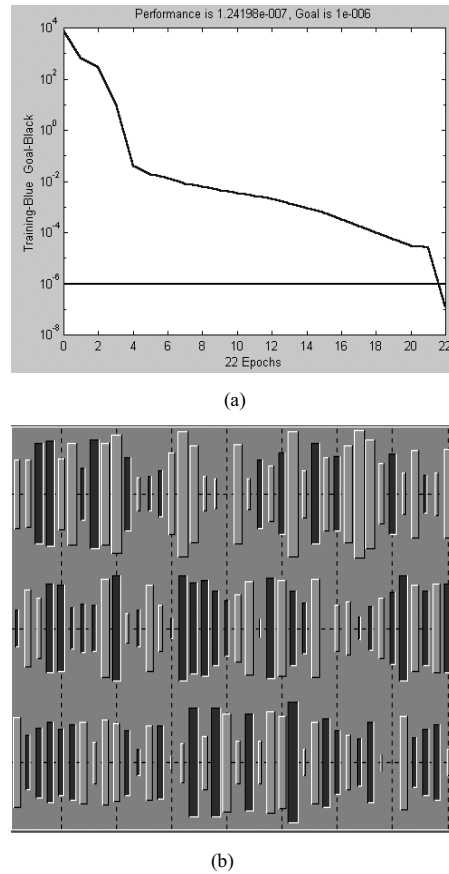 Performance is 1.24198e-007, Goal is 1e-006
10^4
10^2
10^0
10^-2
10^-4
10^-6
10^-8
Training-Blue Goal-Black
0 2 4 6 8 10 12 14 16 18 20 22
22 Epochs
(a)
(b)